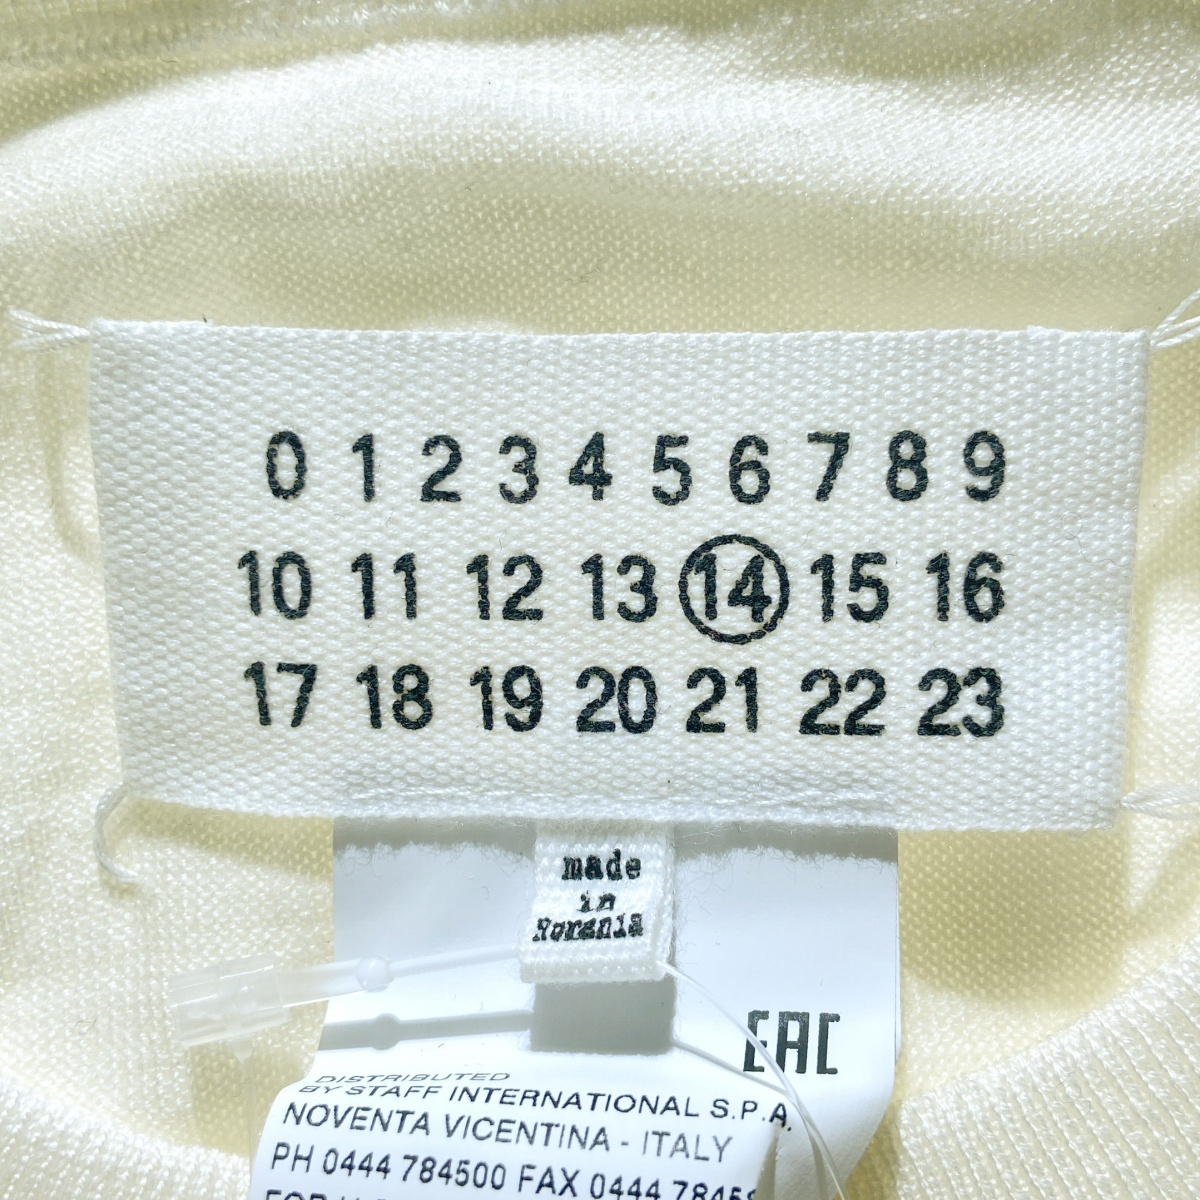 0 1 2 3 4 5 6 7 8 9
10 11 12 13 14 15 16
17 18 19 20 21 22 23
made
in
Romania
EAC
DISTRIBUTED
BY STAFF INTERNATIONAL S.P.A.
NOVENTA VICENTINA - ITALY
PH 0444 784500 FAX 0444 7845